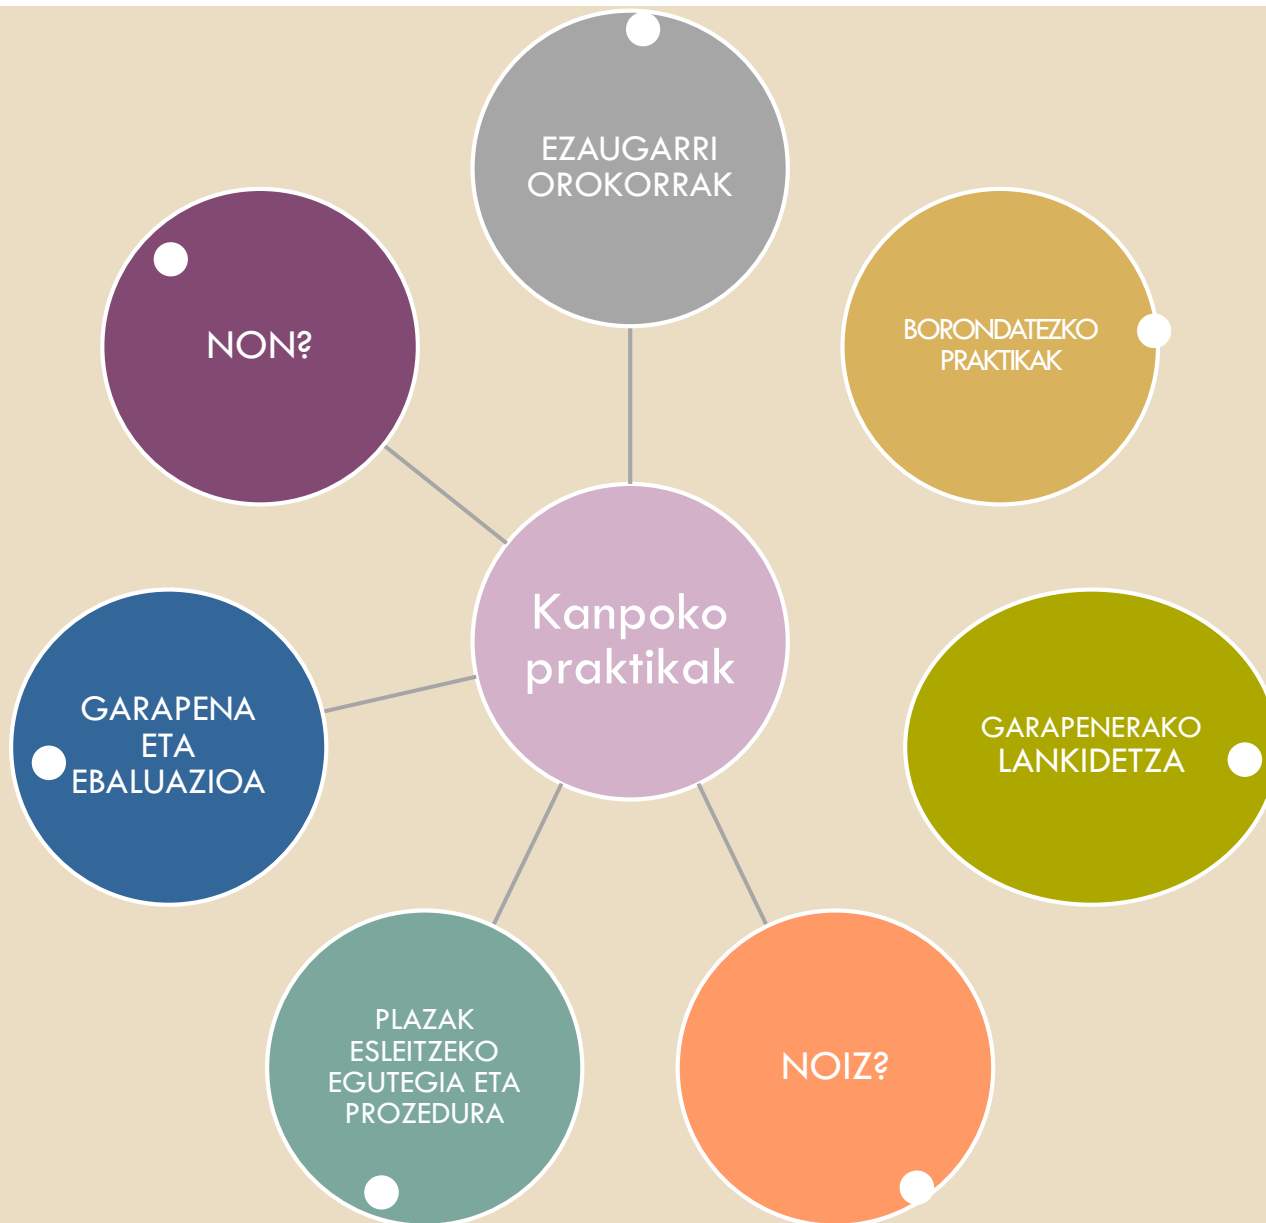 EZAUGARRI
OROKORRAK
BORONDATEZKO
PRAKTIKAK
NON?
Kanpoko
praktikak
GARAPENA
ETA
EBALUAZIOA
GARAPENERAKO
LANKIDETZA
PLAZAK
ESLEITZEKO
EGUTEGIA ETA
PROZEDURA
NOIZ?